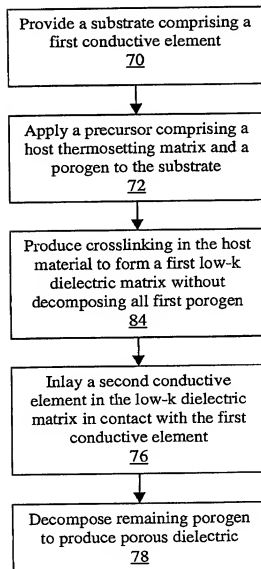 Provide a substrate comprising a
first conductive element
70
Apply a precursor comprising a
host thermosetting matrix and a
porogen to the substrate
72
Produce crosslinking in the host
material to form a first low-k
dielectric matrix without
decomposing all first porogen
84
Inlay a second conductive
element in the low-k dielectric
matrix in contact with the first
conductive element
76
Decompose remaining porogen
to produce porous dielectric
78